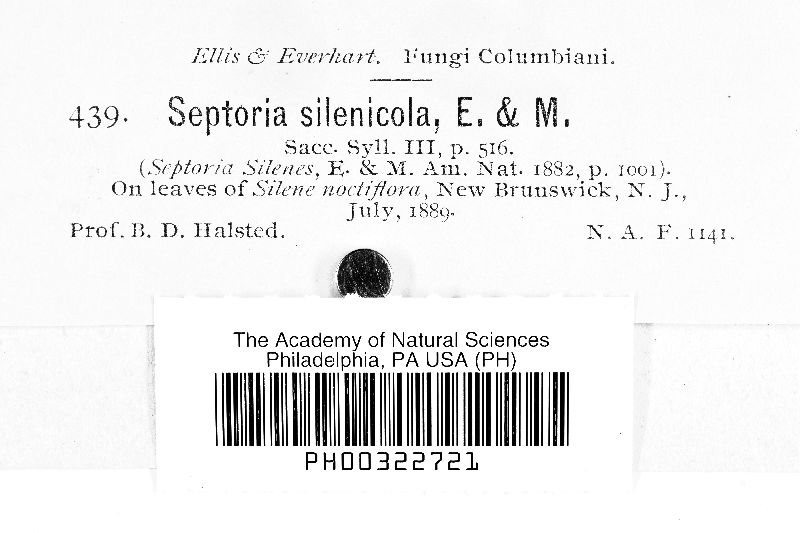 Ellis & Everhart. Fungi Columbiani.
439. Septoria silenicola, E. & M.
Sacc. Syll. III, p. 516.
(Septoria Silenes, E. & M. Am. Nat. 1882, p. 1001).
On leaves of Silene noctiflora, New Brunswick, N. J.,
July, 1889.
Prof. B. D. Halsted. N. A. F. 1141.
The Academy of Natural Sciences
Philadelphia, PA USA (PH)
PH00322721